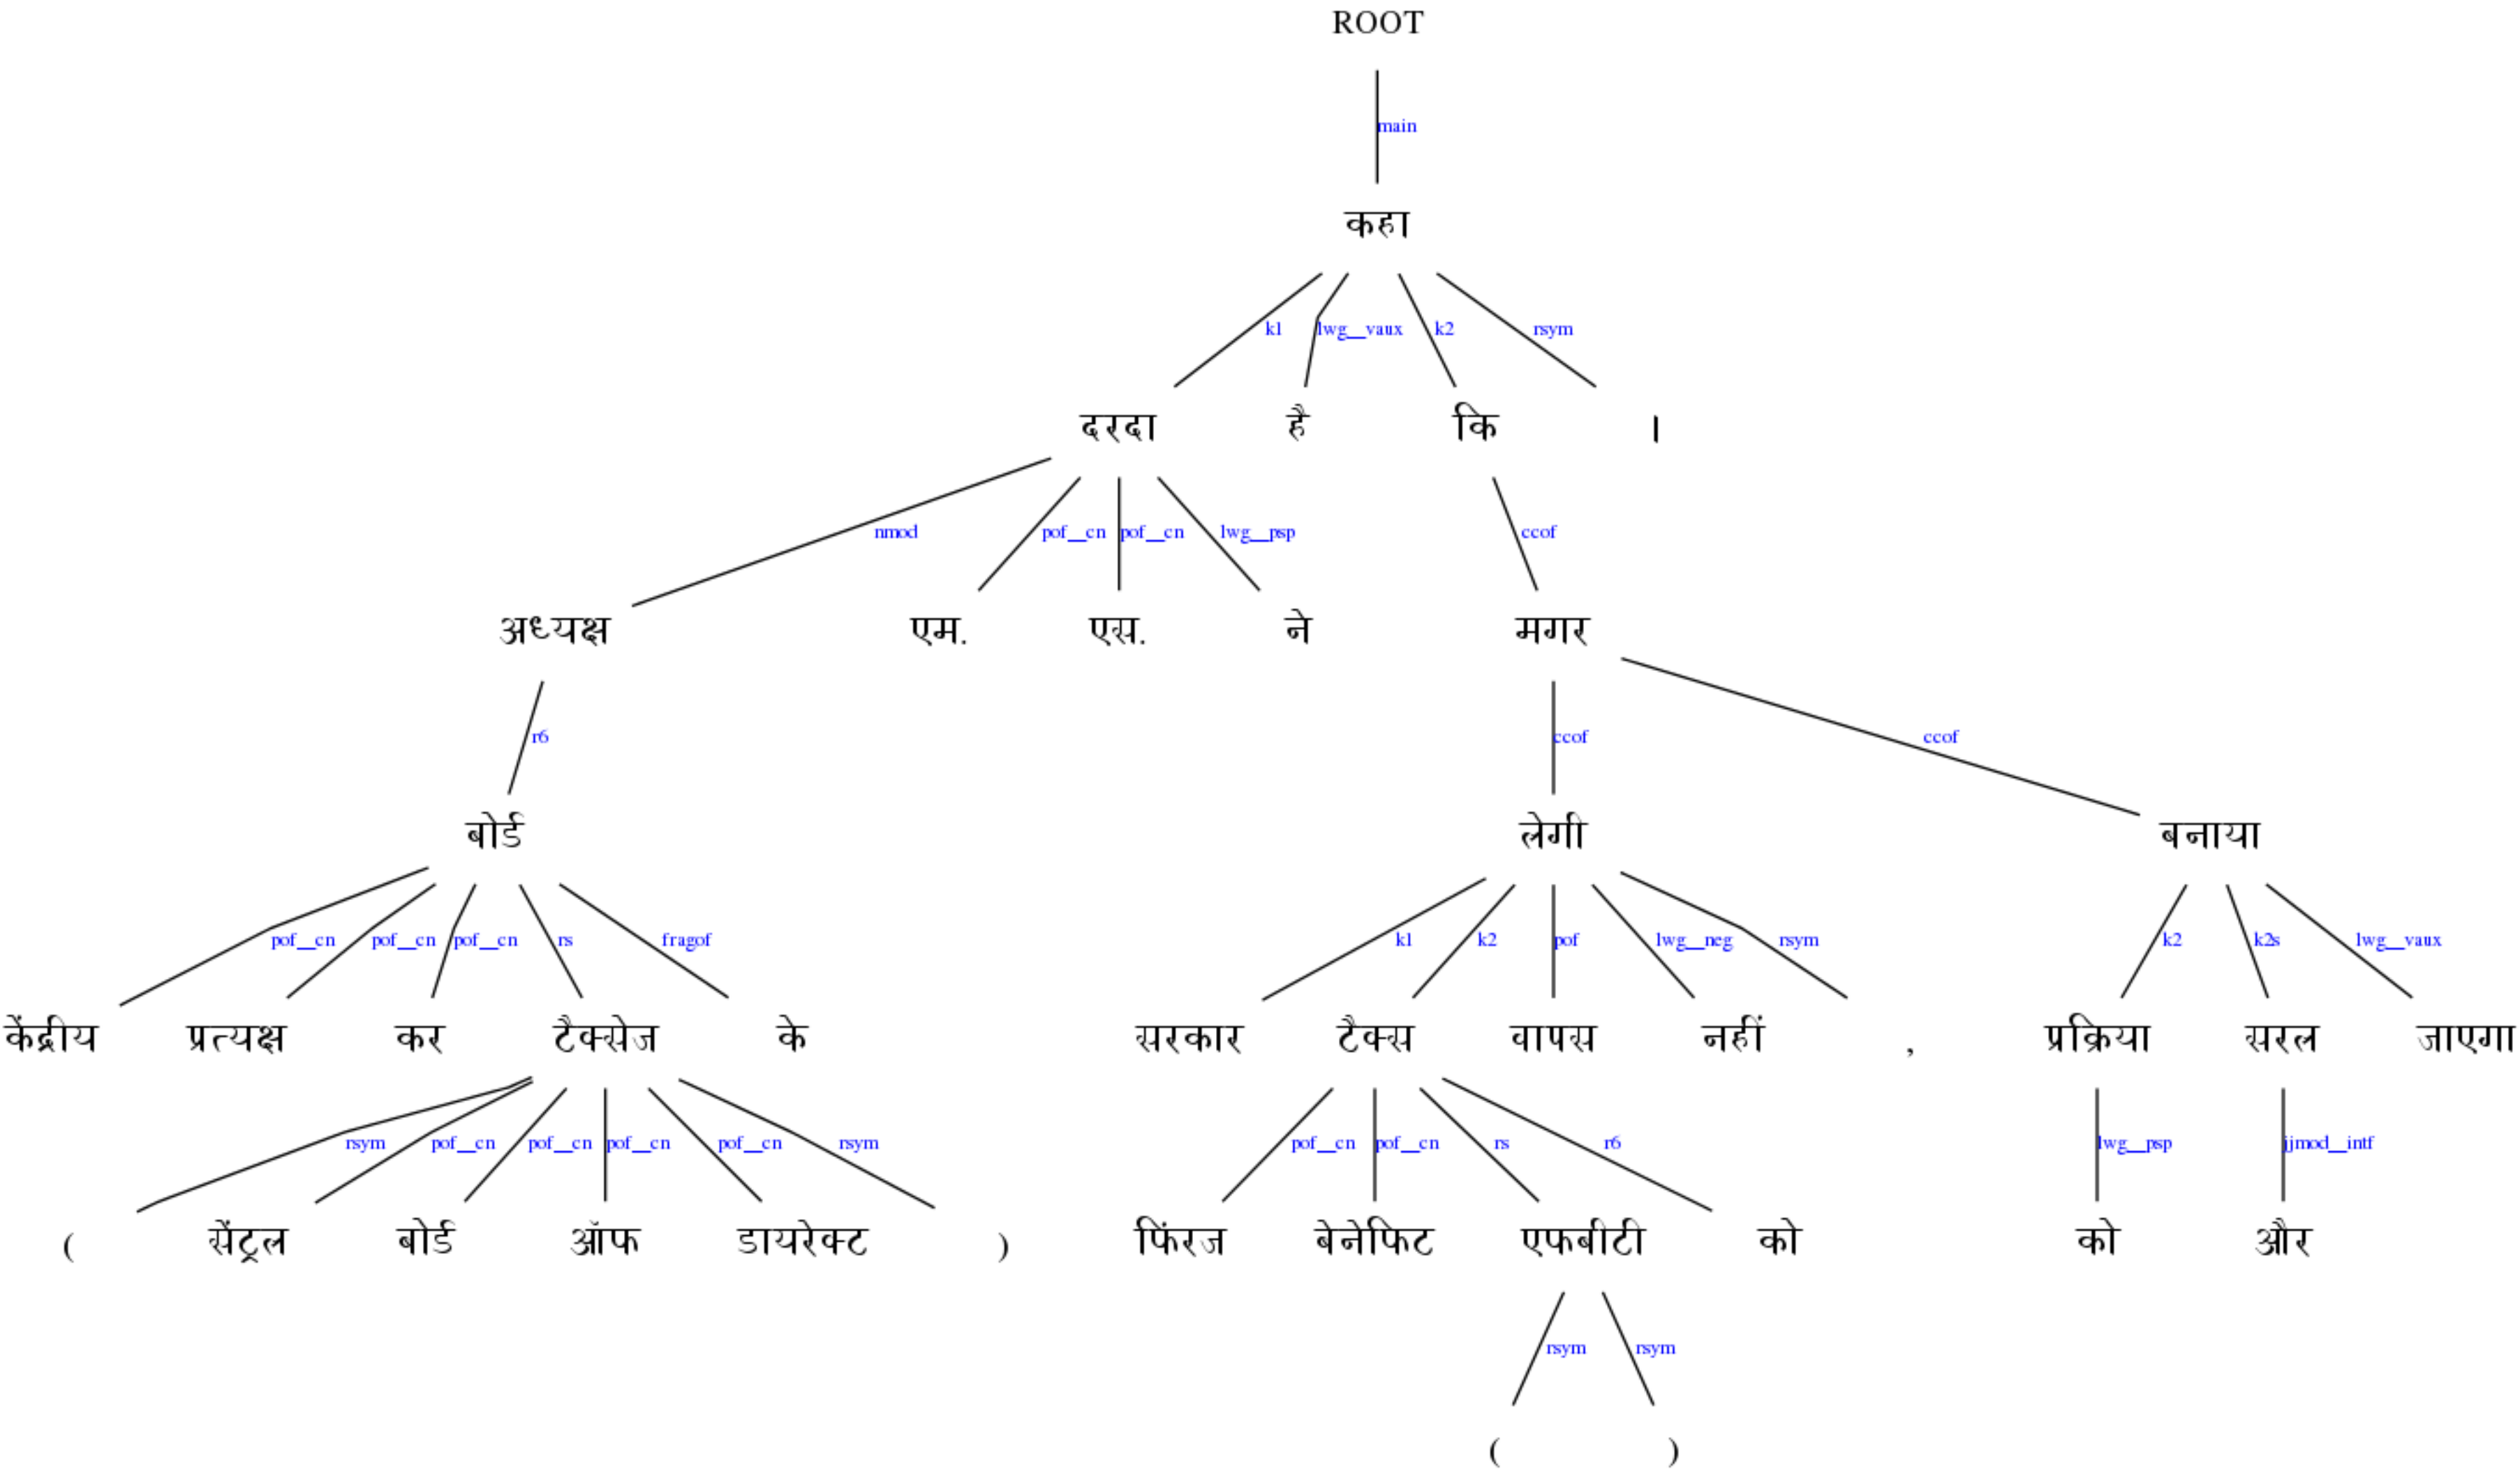 ROOT
main
कहा
k1 lwg__vaux k2 rsym
दरदा है कि ।
nmod pof__cn pof__cn lwg__psp ccof
अध्यक्ष एम. एस. ने मगर
r6 ccof ccof
बोर्ड लेगी बनाया
pof__cn pof__cn pof__cn rs fragof k1 k2 pof lwg__neg rsym k2 k2s lwg__vaux
केंद्रीय प्रत्यक्ष कर टैक्सेज के सरकार टैक्स वापस नहीं , प्रक्रिया सरल जाएगा
rsym pof__cn pof__cn pof__cn pof__cn rsym pof__cn pof__cn rs r6 lwg__psp jjmod__intf
( सेंट्रल बोर्ड ऑफ डायरेक्ट ) फिंरज बेनेफिट एफबीटी को को और
rsym rsym
( )